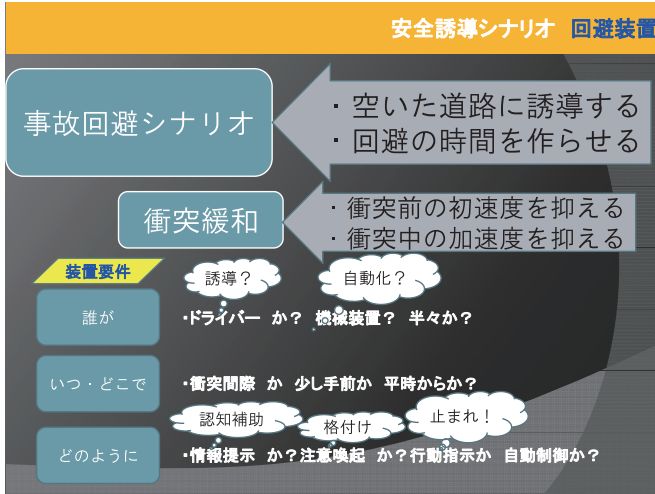 安全誘導シナリオ 回避装置
事故回避シナリオ
・空いた道路に誘導する
・回避の時間を作らせる
衝突緩和
・衝突前の初速度を抑える
・衝突中の加速度を抑える
装置要件
誘導？
自動化？
誰が
・ドライバー か？ 機械装置？ 半々か？
いつ・どこで
・衝突間際 か 少し手前か 平時からか？
認知補助
格付け
止まれ！
どのように
・情報提示 か？注意喚起 か？行動指示か 自動制御か？